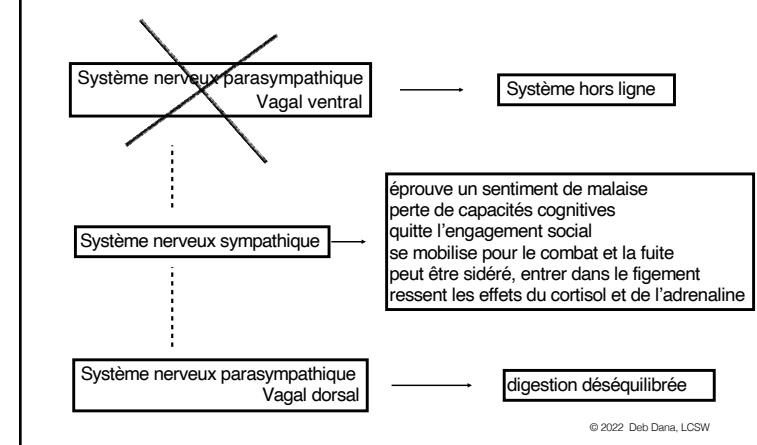 Système nerveux parasympathique
Vagal ventral
Système hors ligne
éprouve un sentiment de malaise
perte de capacités cognitives
quitte l'engagement social
se mobilise pour le combat et la fuite
peut être sidéré, entrer dans le figement
ressent les effets du cortisol et de l'adrenaline
Système nerveux sympathique
Système nerveux parasympathique
Vagal dorsal
digestion déséquilibrée
© 2022 Deb Dana, LCSW